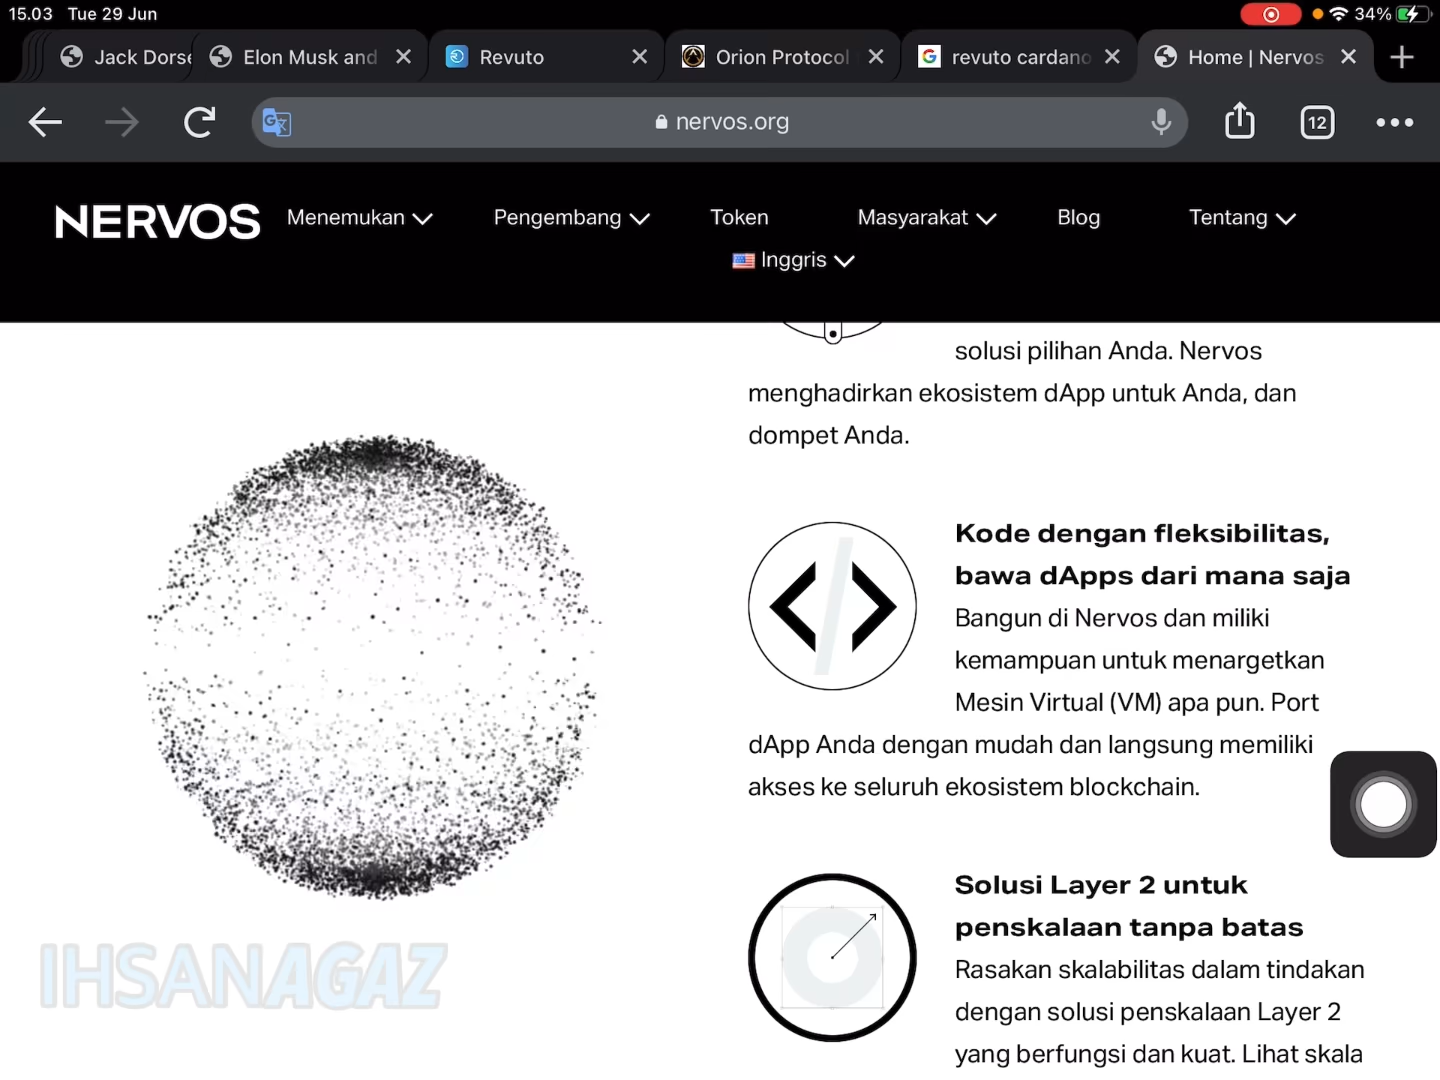 15.03 Tue 29 Jun
34%
Jack Dorse
Elon Musk and
Revuto
Orion Protocol
revuto cardano
Home | Nervos
nervos.org
12
NERVOS
Menemukan
Pengembang
Token
Masyarakat
Blog
Tentang
Inggris
solusi pilihan Anda. Nervos
menghadirkan ekosistem dApp untuk Anda, dan
dompet Anda.
Kode dengan fleksibilitas,
bawa dApps dari mana saja
Bangun di Nervos dan miliki
kemampuan untuk menargetkan
Mesin Virtual (VM) apa pun. Port
dApp Anda dengan mudah dan langsung memiliki
akses ke seluruh ekosistem blockchain.
Solusi Layer 2 untuk
penskalaan tanpa batas
Rasakan skalabilitas dalam tindakan
dengan solusi penskalaan Layer 2
yang berfungsi dan kuat. Lihat skala
IHSANAGAZ